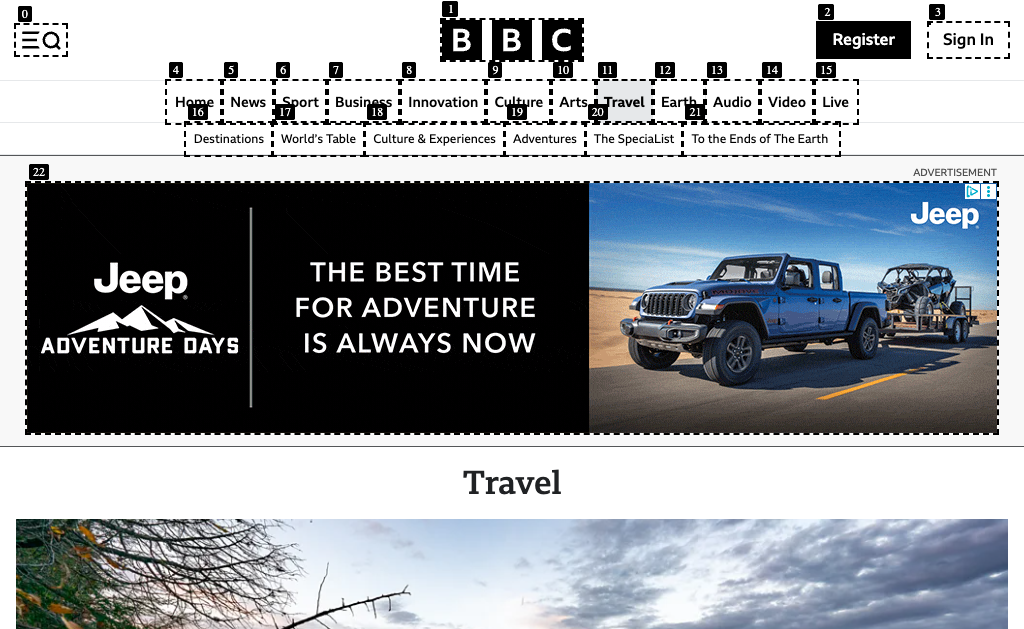 0
1
2
3
BBC
Register
Sign In
4
5
6
7
8
9
10
11
12
13
14
15
Home
News
Sport
Business
Innovation
Culture
Arts
Travel
Earth
Audio
Video
Live
16
17
18
19
20
21
Destinations
World's Table
Culture & Experiences
Adventures
The SpeciaList
To the Ends of The Earth
22
ADVERTISEMENT
Jeep
ADVENTURE DAYS
THE BEST TIME
FOR ADVENTURE
IS ALWAYS NOW
Jeep
Travel